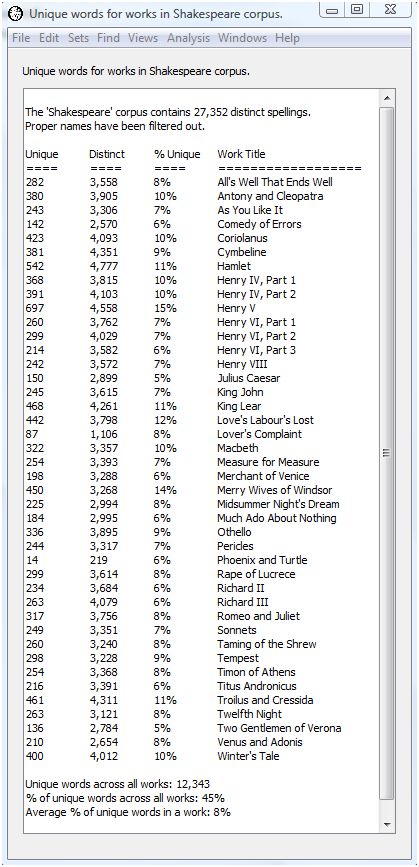 Unique words for works in Shakespeare corpus.
File Edit Sets Find Views Analysis Windows Help
Unique words for works in Shakespeare corpus.
The 'Shakespeare' corpus contains 27,352 distinct spellings.
Proper names have been filtered out.
Unique Distinct % Unique Work Title
==== ==== ==== ==================
282 3,558 8% All's Well That Ends Well
380 3,905 10% Antony and Cleopatra
243 3,306 7% As You Like It
142 2,570 6% Comedy of Errors
423 4,093 10% Coriolanus
381 4,351 9% Cymbeline
542 4,777 11% Hamlet
368 3,815 10% Henry IV, Part 1
391 4,103 10% Henry IV, Part 2
697 4,558 15% Henry V
260 3,762 7% Henry VI, Part 1
299 4,029 7% Henry VI, Part 2
214 3,582 6% Henry VI, Part 3
242 3,572 7% Henry VIII
150 2,899 5% Julius Caesar
245 3,615 7% King John
468 4,261 11% King Lear
442 3,798 12% Love's Labour's Lost
87 1,106 8% Lover's Complaint
322 3,357 10% Macbeth
254 3,393 7% Measure for Measure
198 3,288 6% Merchant of Venice
450 3,268 14% Merry Wives of Windsor
225 2,994 8% Midsummer Night's Dream
184 2,995 6% Much Ado About Nothing
336 3,895 9% Othello
244 3,317 7% Pericles
14 219 6% Phoenix and Turtle
299 3,614 8% Rape of Lucrece
234 3,684 6% Richard II
263 4,079 6% Richard III
317 3,756 8% Romeo and Juliet
249 3,351 7% Sonnets
260 3,240 8% Taming of the Shrew
298 3,228 9% Tempest
254 3,368 8% Timon of Athens
216 3,391 6% Titus Andronicus
461 4,311 11% Troilus and Cressida
263 3,121 8% Twelfth Night
136 2,784 5% Two Gentlemen of Verona
210 2,654 8% Venus and Adonis
400 4,012 10% Winter's Tale
Unique words across all works: 12,343
% of unique words across all works: 45%
Average % of unique words in a work: 8%